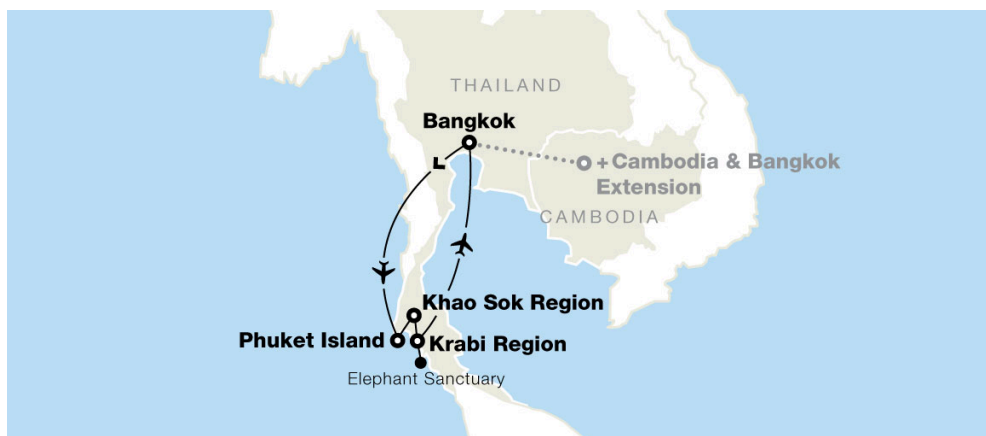 THAILAND
Bangkok
+Cambodia & Bangkok
Extension
CAMBODIA
Khao Sok Region
Phuket Island
Krabi Region
Elephant Sanctuary